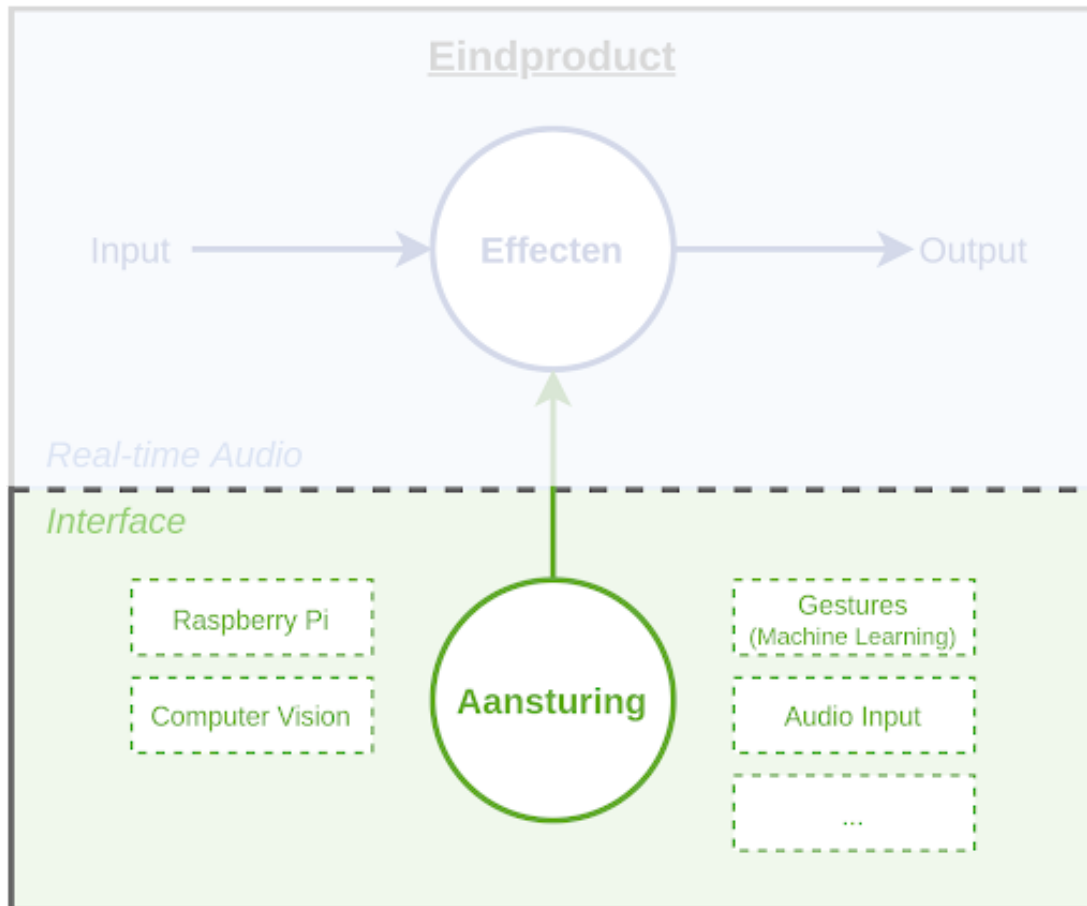 Eindproduct
Input
Effecten
Output
Real-time Audio
Interface
Raspberry Pi
Computer Vision
Aansturing
Gestures
(Machine Learning)
Audio Input
...